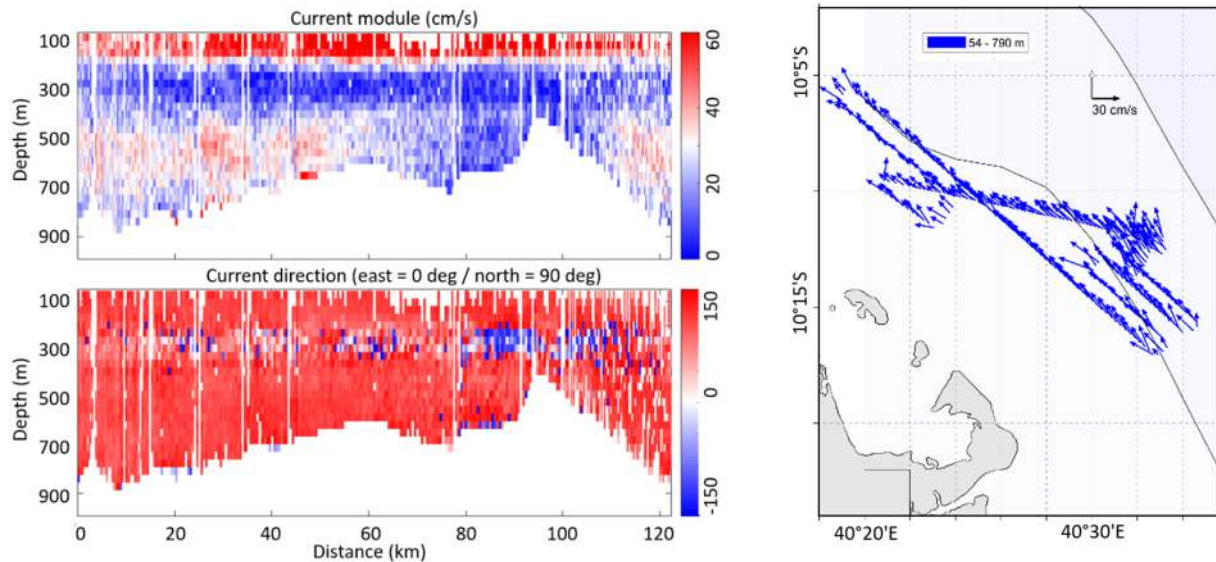 Current module (cm/s)
Depth (m)
100
300
500
700
900
60
40
20
0
Current direction (east = 0 deg / north = 90 deg)
Depth (m)
100
300
500
700
900
150
0
-150
0
20
40
60
80
100
120
Distance (km)
54 - 790 m
30 cm/s
10°5'S
10°15'S
40°20'E
40°30'E